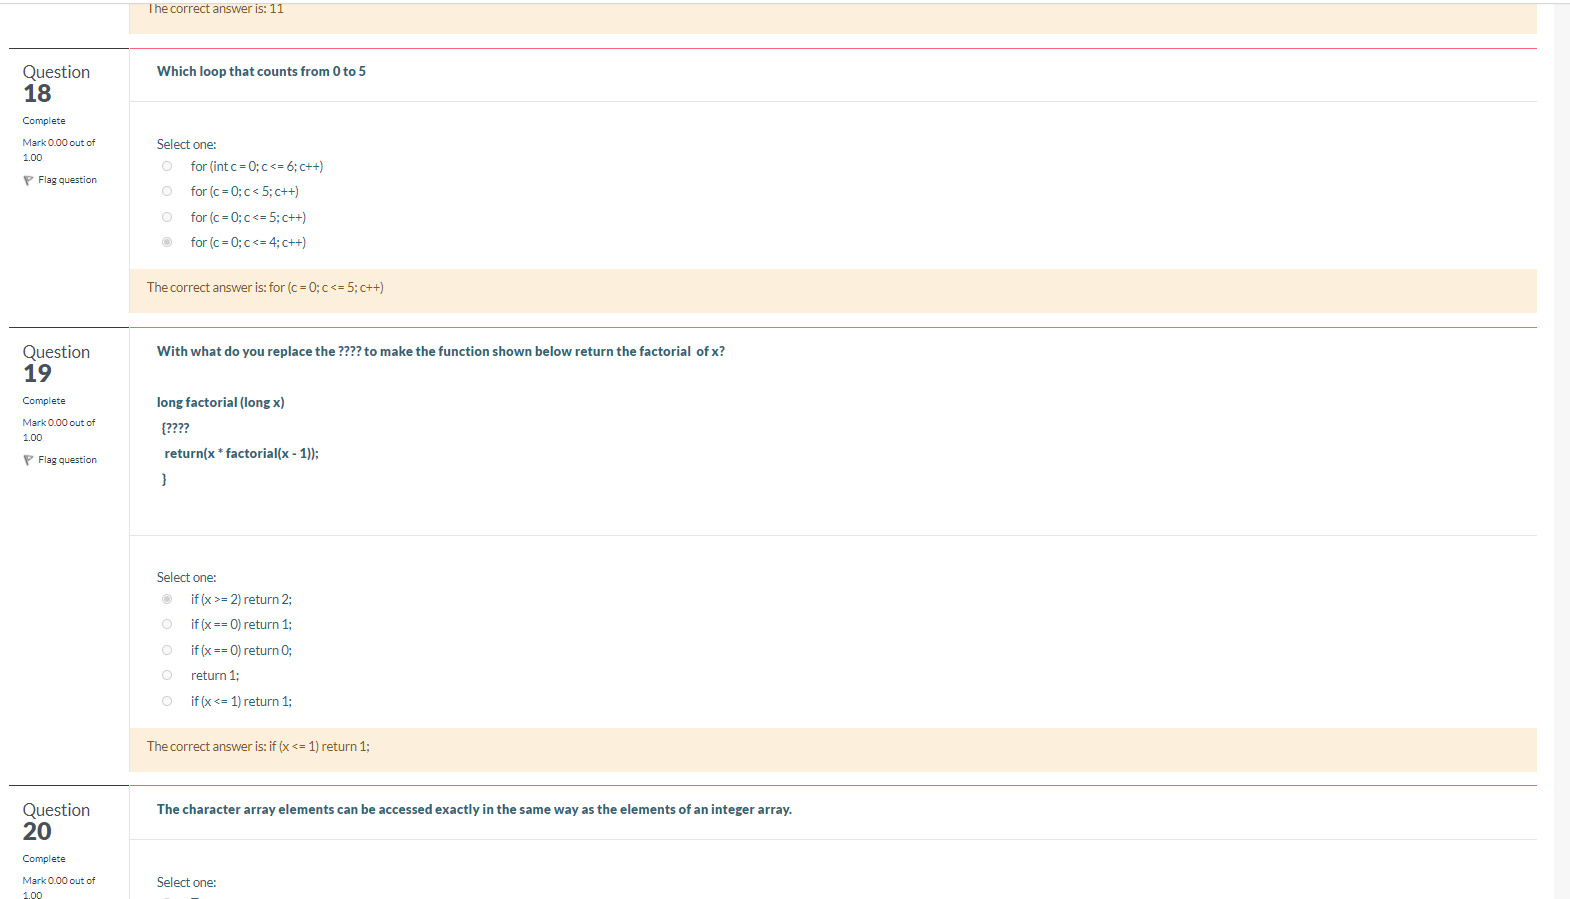 The correct answer is: 11
Question
18
Complete
Mark 0.00 out of
1.00
Flag question
Which loop that counts from 0 to 5
Select one:
for (int c = 0; c <= 6; c++)
for (c = 0; c < 5; c++)
for (c = 0; c <= 5; c++)
for (c = 0; c <= 4; c++)
The correct answer is: for (c = 0; c <= 5; c++)
Question
19
Complete
Mark 0.00 out of
1.00
Flag question
With what do you replace the ???? to make the function shown below return the factorial of x?
long factorial (long x)
{????
return(x * factorial(x - 1));
}
Select one:
if (x >= 2) return 2;
if (x == 0) return 1;
if (x == 0) return 0;
return 1;
if (x <= 1) return 1;
The correct answer is: if (x <= 1) return 1;
Question
20
Complete
Mark 0.00 out of
1.00
The character array elements can be accessed exactly in the same way as the elements of an integer array.
Select one: